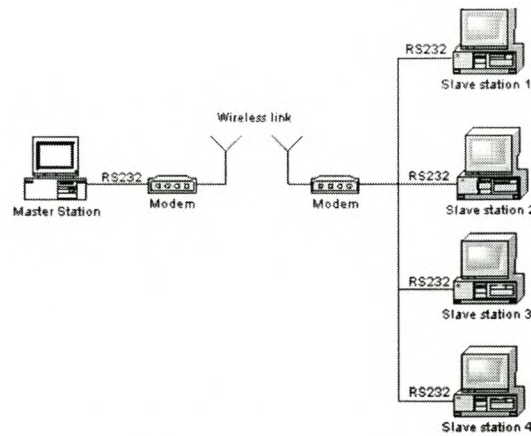 RS232
Slave station 1
Wireless link
RS232
Master Station
Modem
Modem
RS232
Slave station 2
RS232
Slave station 3
RS232
Slave station 4